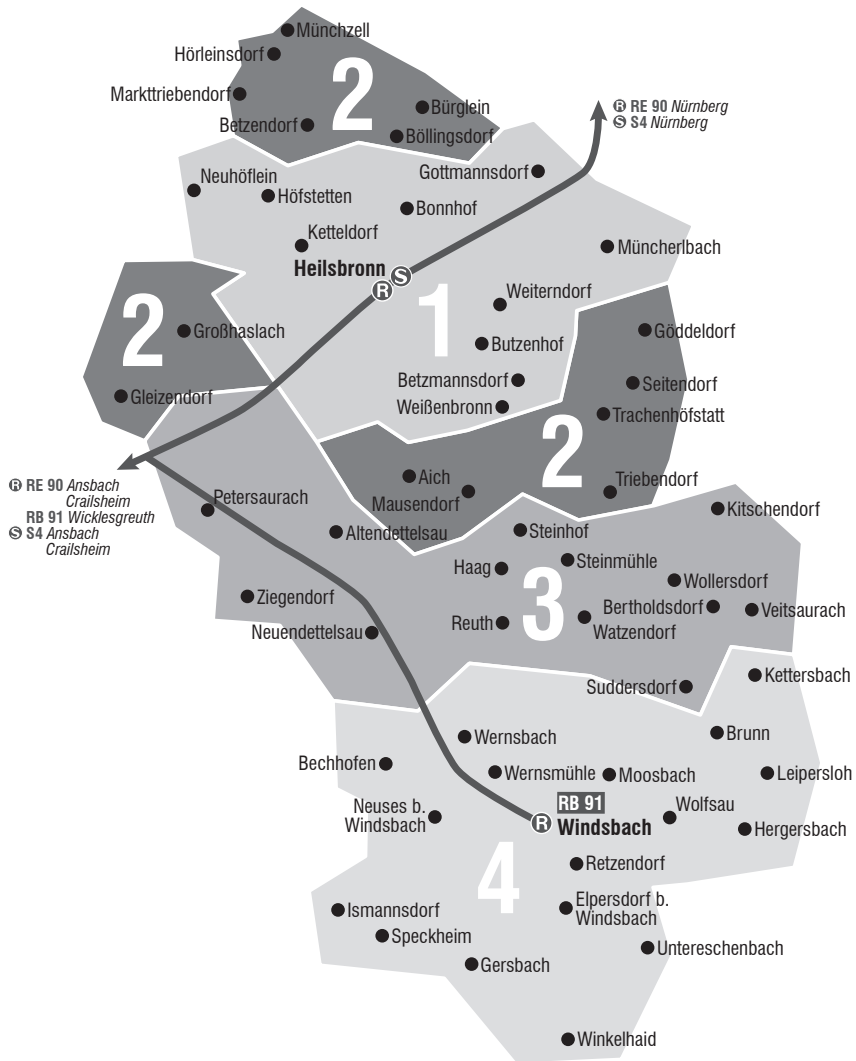 Münchzell
Hörleinsdorf
2
Markttriebendorf
Bürglein
Betzendorf
Böllingsdorf
R RE 90 Nürnberg
S S4 Nürnberg
Gottmannsdorf
Neuhöflein
Höfstetten
Bonnhof
Ketteldorf
Müncherlbach
Heilsbronn
R S
1
Weiterndorf
2
Großhaslach
Göddeldorf
Butzenhof
Betzmannsdorf
Seitendorf
Gleizendorf
Weißenbronn
Trachenhöfstatt
2
Aich
Mausendorf
Triebendorf
R RE 90 Ansbach
Crailsheim
RB 91 Wicklesgreuth
S S4 Ansbach
Crailsheim
Petersaurach
Altendettelsau
Steinhof
Kitschendorf
Haag
Steinmühle
3
Wollersdorf
Ziegendorf
Bertholdsdorf
Veitsaurach
Reuth
Watzendorf
Neuendettelsau
Kettersbach
Suddersdorf
Wernsbach
Brunn
Bechhofen
Wernsmühle
Moosbach
Leipersloh
RB 91
Neuses b.
Windsbach
R
Windsbach
Wolfsau
Hergersbach
4
Retzendorf
Ismannsdorf
Elpersdorf b.
Windsbach
Speckheim
Untereschenbach
Gersbach
Winkelhaid